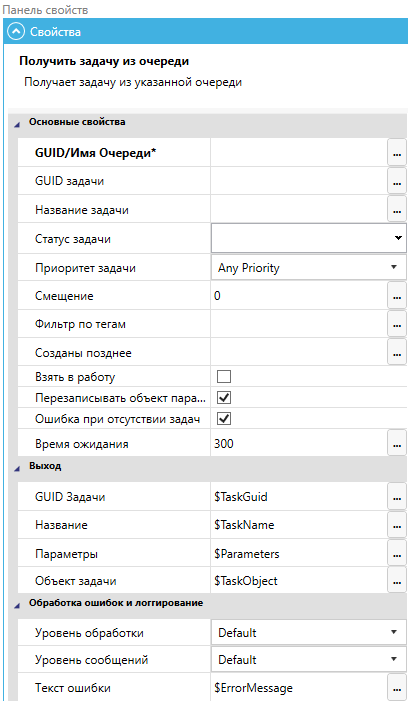 Панель свойств
Свойства
Получить задачу из очереди
Получает задачу из указанной очереди
Основные свойства
GUID/Имя Очереди* ...
GUID задачи ...
Название задачи ...
Статус задачи
Приоритет задачи Any Priority
Смещение 0 ...
Фильтр по тегам ...
Созданы позднее ...
Взять в работу
Перезаписывать объект пара...
Ошибка при отсутствии задач
Время ожидания 300 ...
Выход
GUID Задачи $TaskGuid ...
Название $TaskName ...
Параметры $Parameters ...
Объект задачи $TaskObject ...
Обработка ошибок и логгирование
Уровень обработки Default
Уровень сообщений Default
Текст ошибки $ErrorMessage ...